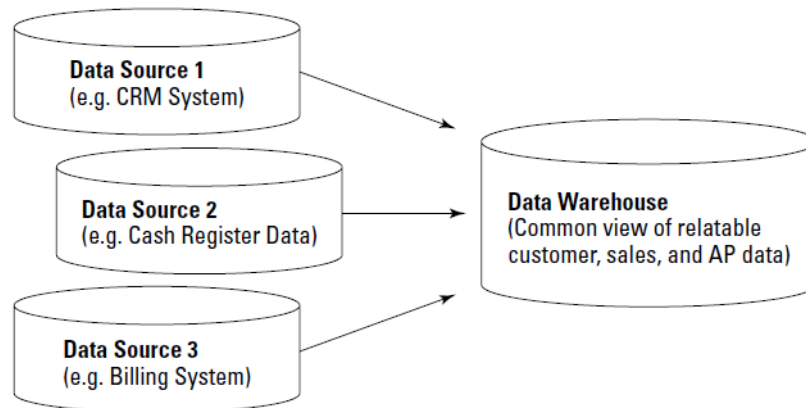 Data Source 1
(e.g. CRM System)
Data Source 2
(e.g. Cash Register Data)
Data Source 3
(e.g. Billing System)
Data Warehouse
(Common view of relatable
customer, sales, and AP data)